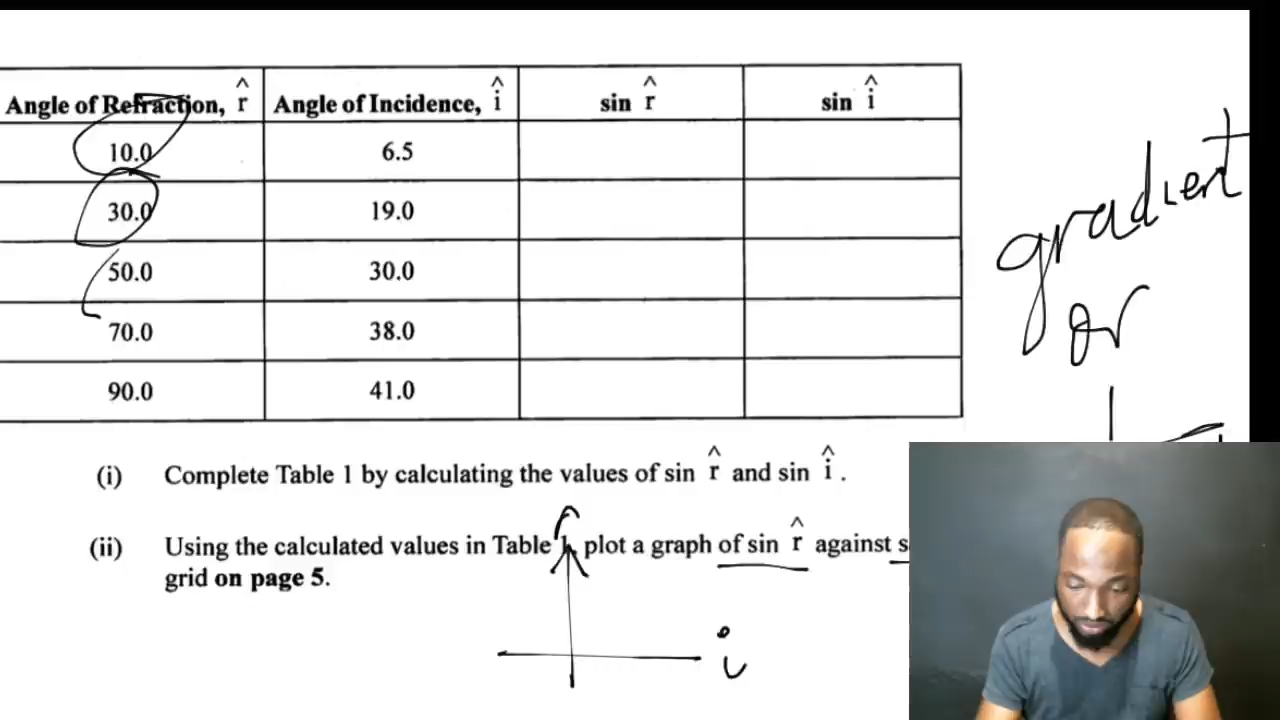 Angle of Refraction, r̂ Angle of Incidence, î sin r̂ sin î
10.0 6.5
30.0 19.0
50.0 30.0
70.0 38.0
90.0 41.0
gradient
or
(i) Complete Table 1 by calculating the values of sin r̂ and sin î.
(ii) Using the calculated values in Table 1, plot a graph of sin r̂ against s
grid on page 5.
r
i